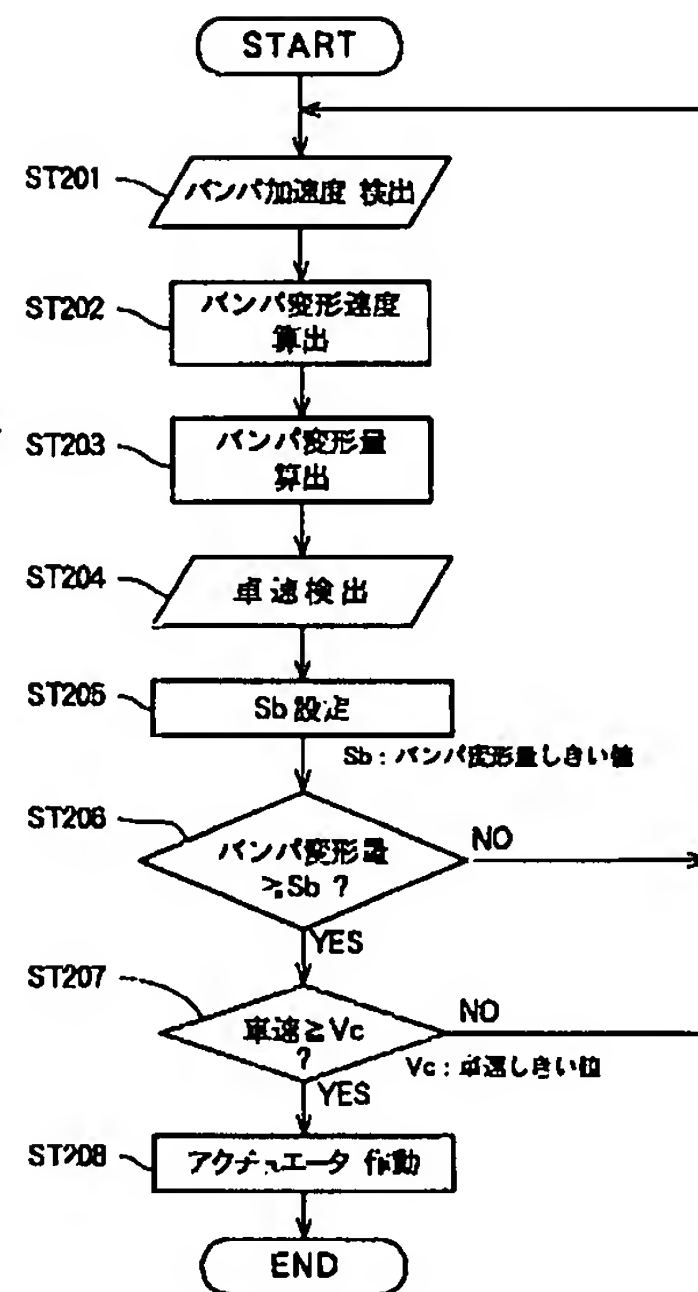 START
ST201
バンパ加速度 検出
ST202
バンパ変形速度
算出
ST203
バンパ変形量
算出
ST204
車速検出
ST205
Sb 設定
Sb : バンパ変形量しきい値
ST206
バンパ変形量
≧Sb ?
NO
YES
ST207
車速≧Vc
?
NO
Vc : 車速しきい値
YES
ST208
アクチュエータ 作動
END